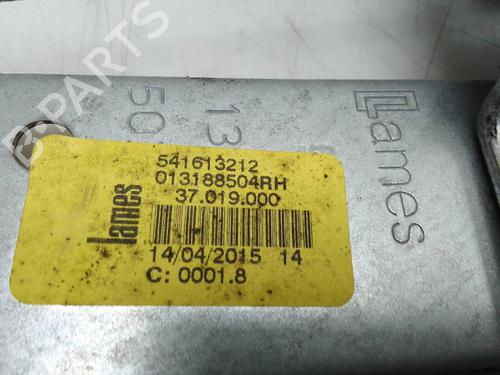 B-PARTS
13
50
Lames
541613212
013188504RH
37.019.000
Lames
14/04/2015 14
C: 0001.8